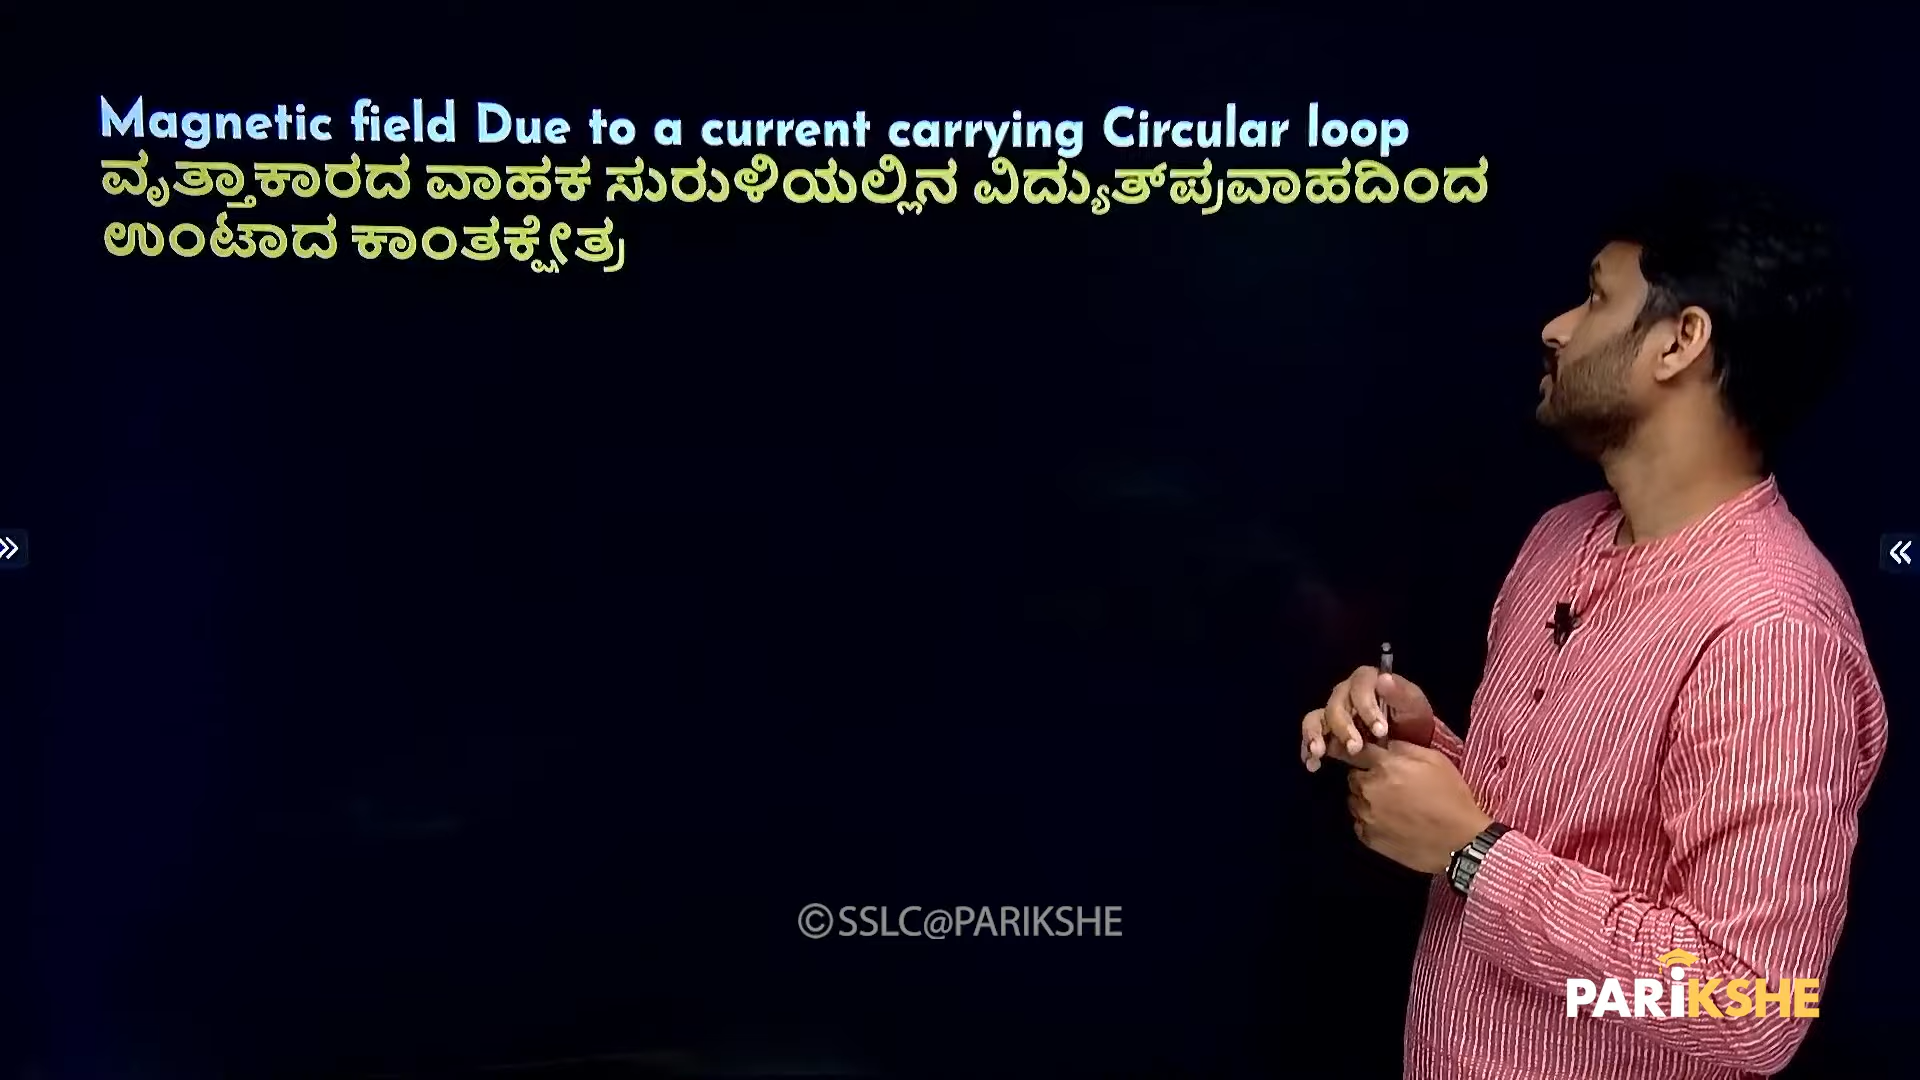 Magnetic field Due to a current carrying Circular loop
ವೃತ್ತಾಕಾರದ ವಾಹಕ ಸುರುಳಿಯಲ್ಲಿನ ವಿದ್ಯುತ್‌ಪ್ರವಾಹದಿಂದ
ಉಂಟಾದ ಕಾಂತಕ್ಷೇತ್ರ
©SSLC@PARIKSHE
PARIKSHE